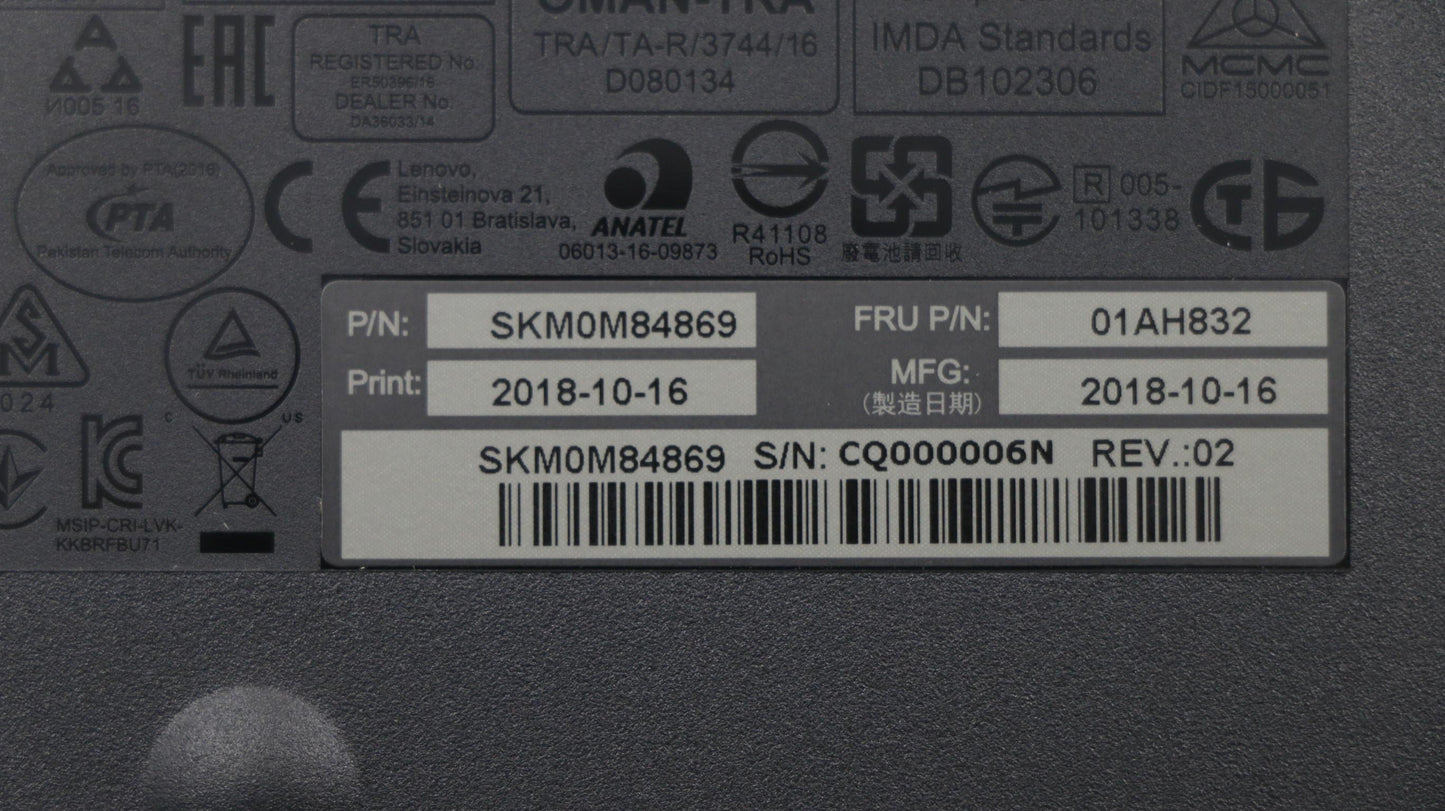 OMAN-TRA
TRA/TA-R/3744/16
D080134
IMDA Standards
DB102306
MCMC
CIDF15000051
И005 16
EAC
TRA
REGISTERED No.
ER50396/16
DEALER No.
DA36033/14
Approved by PTA(2016)
PTA
Pakistan Telecom Authority
CE
Lenovo,
Einsteinova 21,
851 01 Bratislava,
Slovakia
ANATEL
06013-16-09873
R41108
RoHS
廢電池請回收
R 005-
101338
P/N: SKM0M84869
FRU P/N: 01AH832
Print: 2018-10-16
MFG: 2018-10-16
(製造日期)
SKM0M84869 S/N: CQ000006N REV.:02
TÜV Rheinland
C US
024
MSIP-CRI-LVK-
KKBRFBU71